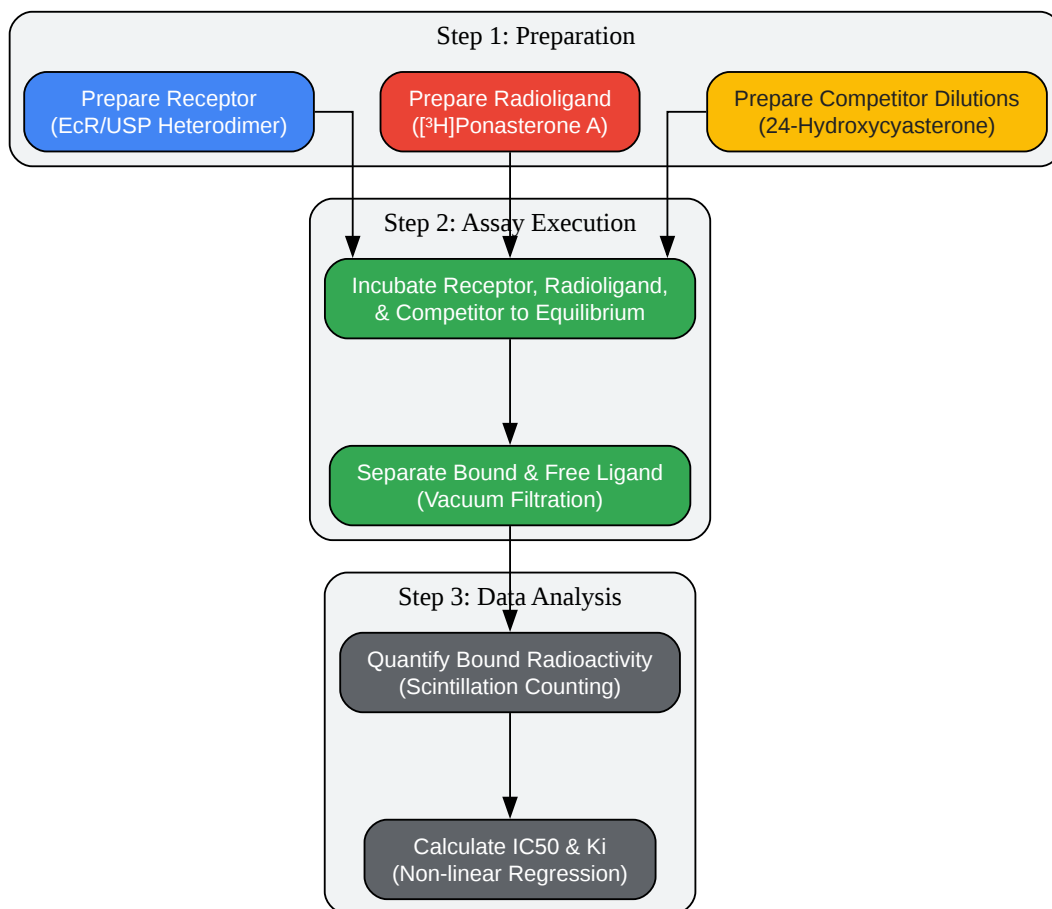 Step 1: Preparation
Prepare Receptor
(EcR/USP Heterodimer)
Prepare Radioligand
([³H]Ponasterone A)
Prepare Competitor Dilutions
(24-Hydroxycyasterone)
Step 2: Assay Execution
Incubate Receptor, Radioligand,
& Competitor to Equilibrium
Separate Bound & Free Ligand
(Vacuum Filtration)
Step 3: Data Analysis
Quantify Bound Radioactivity
(Scintillation Counting)
Calculate IC50 & Ki
(Non-linear Regression)